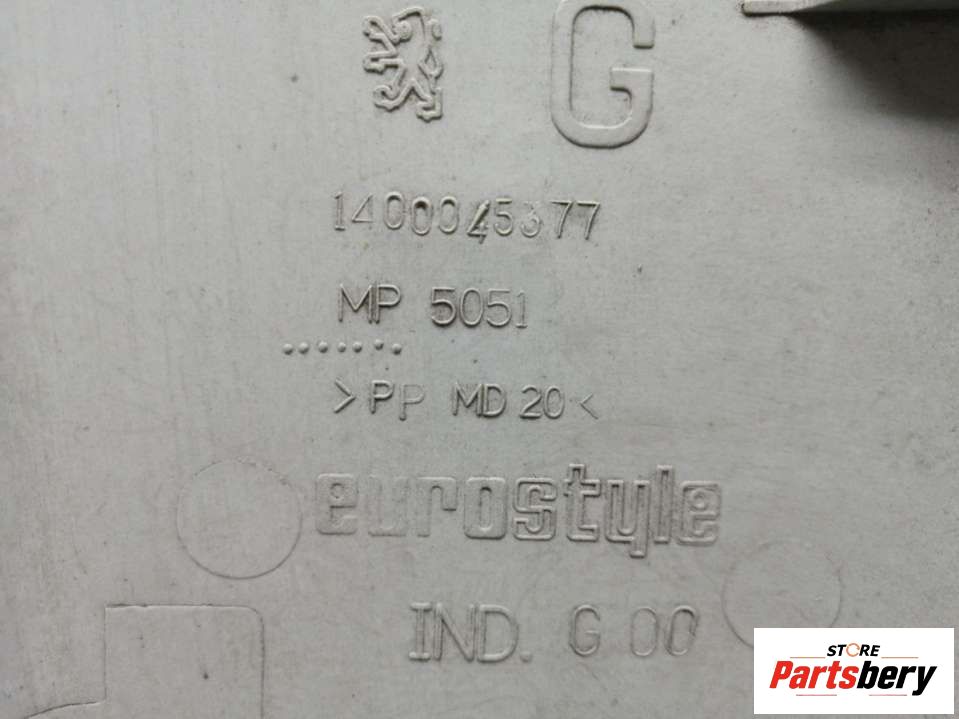 G
1400045377
MP 5051
>PP MD 20<
eurostyle
IND. G 00
STORE
Partsbery